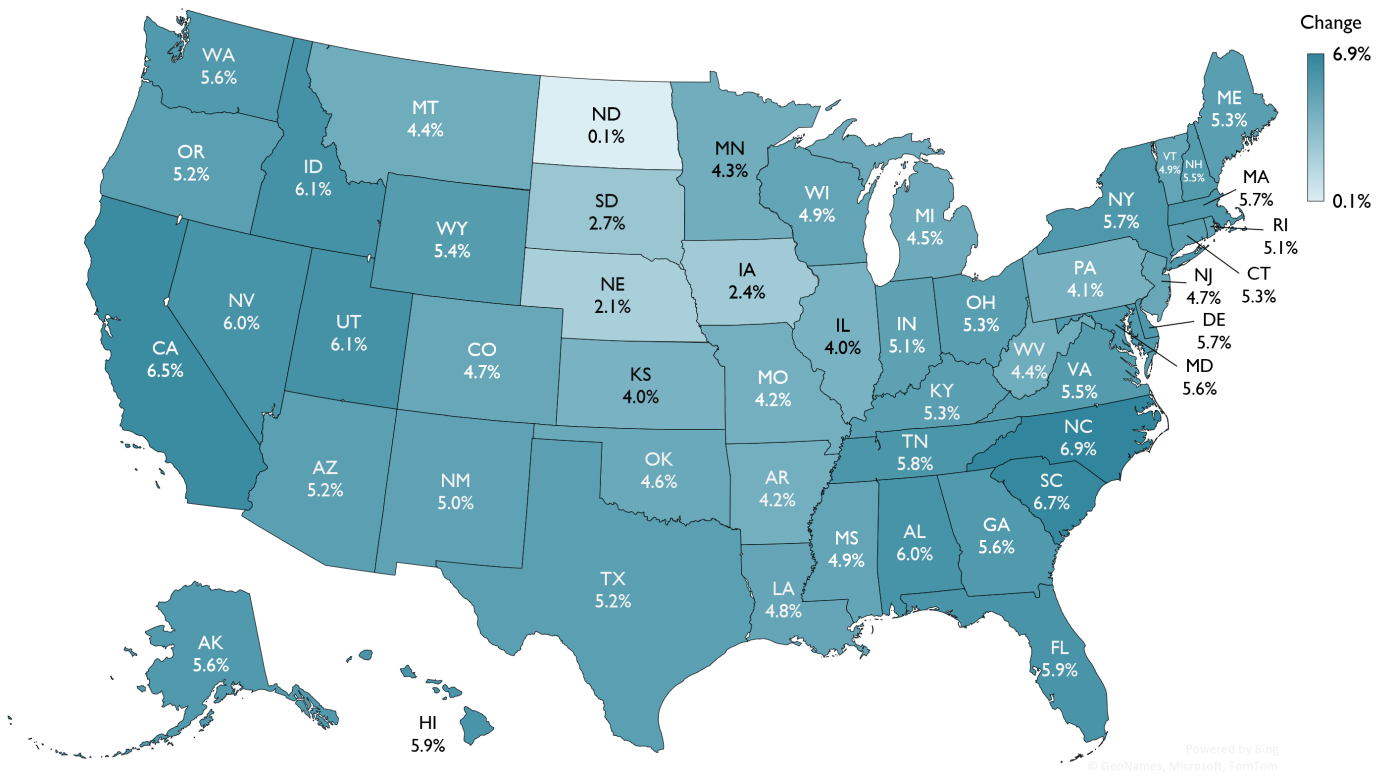 Change
6.9%
0.1%
WA
5.6%
OR
5.2%
CA
6.5%
ID
6.1%
NV
6.0%
UT
6.1%
AZ
5.2%
MT
4.4%
WY
5.4%
CO
4.7%
NM
5.0%
ND
0.1%
SD
2.7%
NE
2.1%
KS
4.0%
OK
4.6%
TX
5.2%
MN
4.3%
IA
2.4%
MO
4.2%
AR
4.2%
LA
4.8%
WI
4.9%
IL
4.0%
MI
4.5%
IN
5.1%
OH
5.3%
KY
5.3%
TN
5.8%
MS
4.9%
AL
6.0%
GA
5.6%
FL
5.9%
SC
6.7%
NC
6.9%
VA
5.5%
WV
4.4%
PA
4.1%
NY
5.7%
VT
4.9%
NH
5.5%
ME
5.3%
MA
5.7%
RI
5.1%
CT
5.3%
NJ
4.7%
DE
5.7%
MD
5.6%
AK
5.6%
HI
5.9%
Powered by Bing
© GeoNames, Microsoft, TomTom